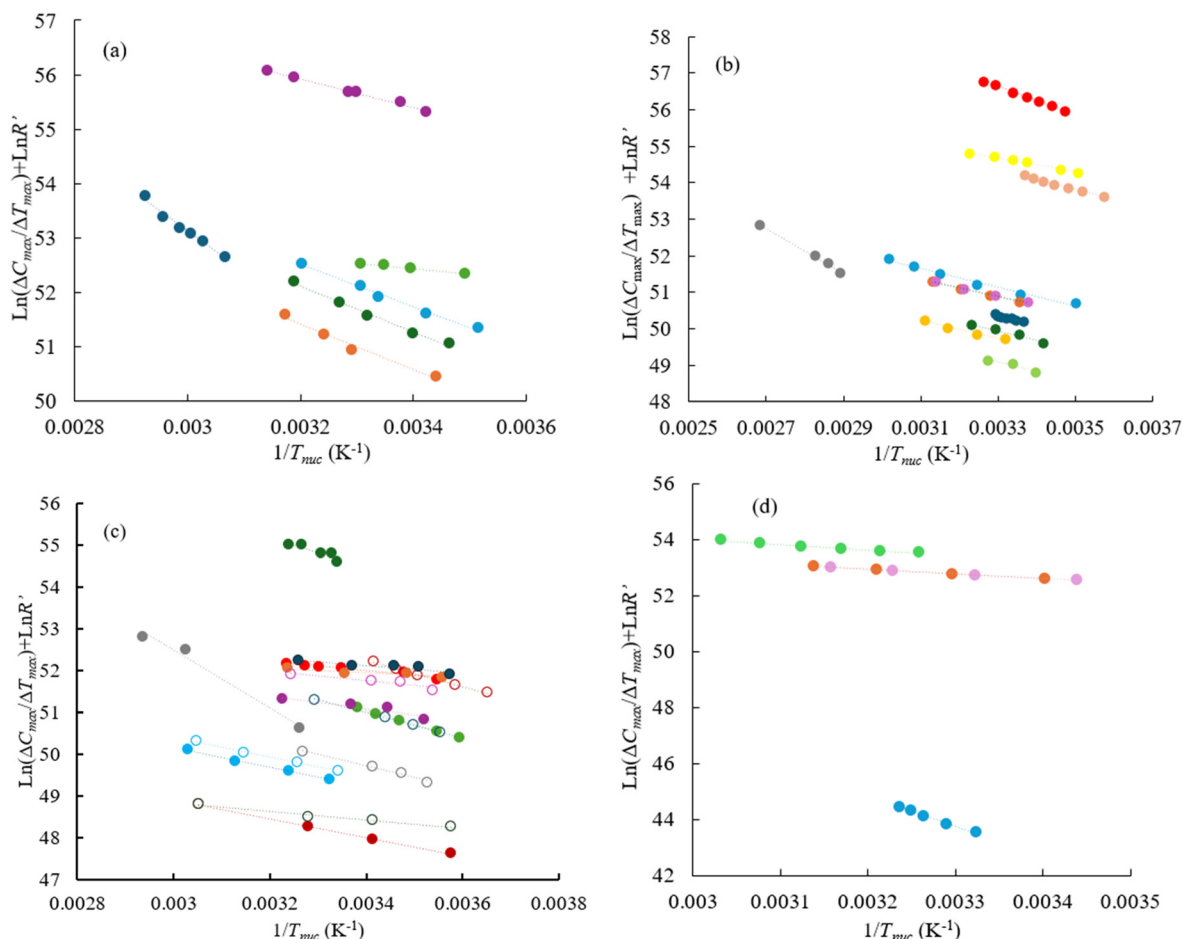 (a)
Ln(ΔCmax/ΔTmax)+LnR'
57
56
55
54
53
52
51
50
0.0028 0.003 0.0032 0.0034 0.0036
1/Tnuc (K-1)
(b)
Ln(ΔCmax/ΔTmax) +LnR'
58
57
56
55
54
53
52
51
50
49
48
0.0025 0.0027 0.0029 0.0031 0.0033 0.0035 0.0037
1/Tnuc (K-1)
(c)
Ln(ΔCmax/ΔTmax)+LnR'
56
55
54
53
52
51
50
49
48
47
0.0028 0.003 0.0032 0.0034 0.0036 0.0038
1/Tnuc (K-1)
(d)
Ln(ΔCmax/ΔTmax)+LnR'
56
54
52
50
48
46
44
42
0.003 0.0031 0.0032 0.0033 0.0034 0.0035
1/Tnuc (K-1)